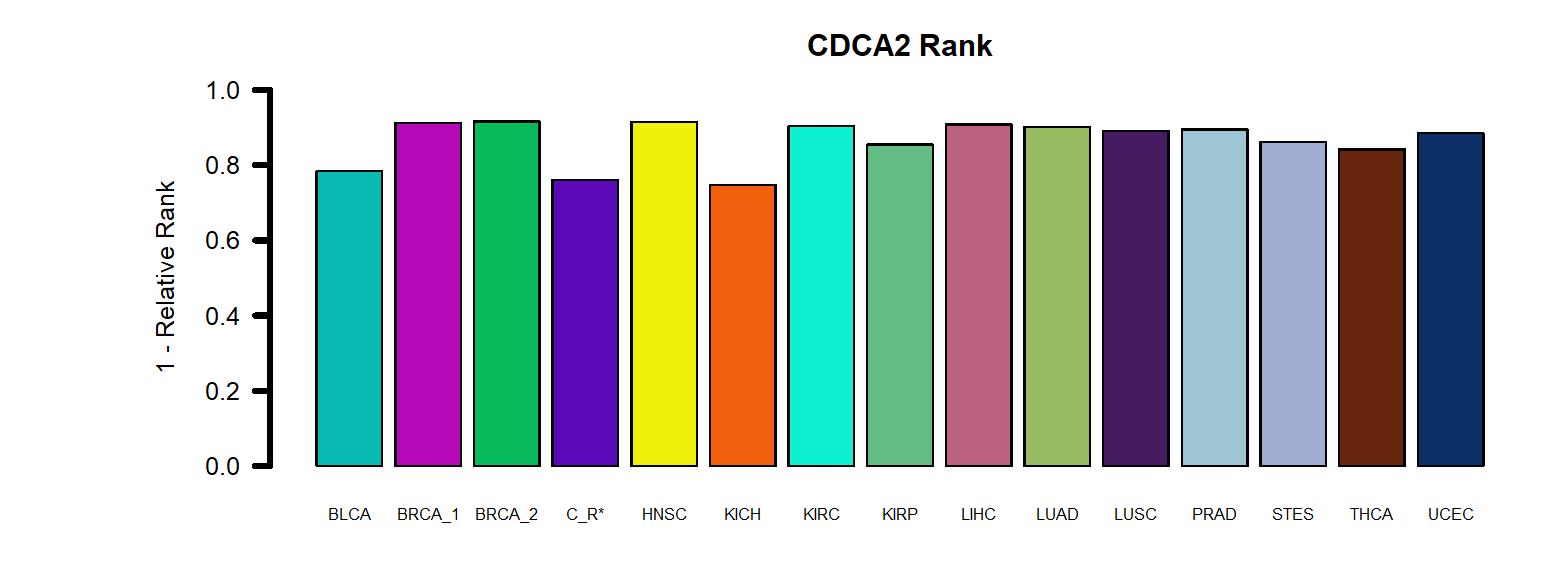 CDCA2 Rank
1 - Relative Rank
1.0
0.8
0.6
0.4
0.2
0.0
BLCA BRCA_1 BRCA_2 C_R* HNSC KICH KIRC KIRP LIHC LUAD LUSC PRAD STES THCA UCEC